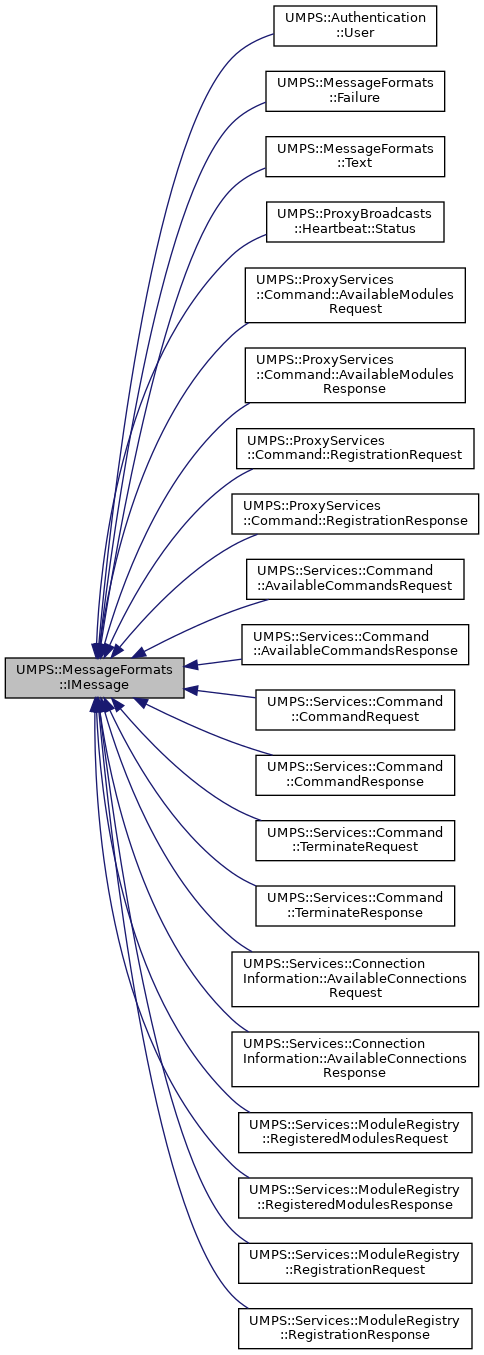 UMPS::Authentication
::User
UMPS::MessageFormats
::Failure
UMPS::MessageFormats
::Text
UMPS::ProxyBroadcasts
::Heartbeat::Status
UMPS::ProxyServices
::Command::AvailableModules
Request
UMPS::ProxyServices
::Command::AvailableModules
Response
UMPS::ProxyServices
::Command::RegistrationRequest
UMPS::ProxyServices
::Command::RegistrationResponse
UMPS::Services::Command
::AvailableCommandsRequest
UMPS::Services::Command
::AvailableCommandsResponse
UMPS::MessageFormats
::IMessage
UMPS::Services::Command
::CommandRequest
UMPS::Services::Command
::CommandResponse
UMPS::Services::Command
::TerminateRequest
UMPS::Services::Command
::TerminateResponse
UMPS::Services::Connection
Information::AvailableConnections
Request
UMPS::Services::Connection
Information::AvailableConnections
Response
UMPS::Services::ModuleRegistry
::RegisteredModulesRequest
UMPS::Services::ModuleRegistry
::RegisteredModulesResponse
UMPS::Services::ModuleRegistry
::RegistrationRequest
UMPS::Services::ModuleRegistry
::RegistrationResponse